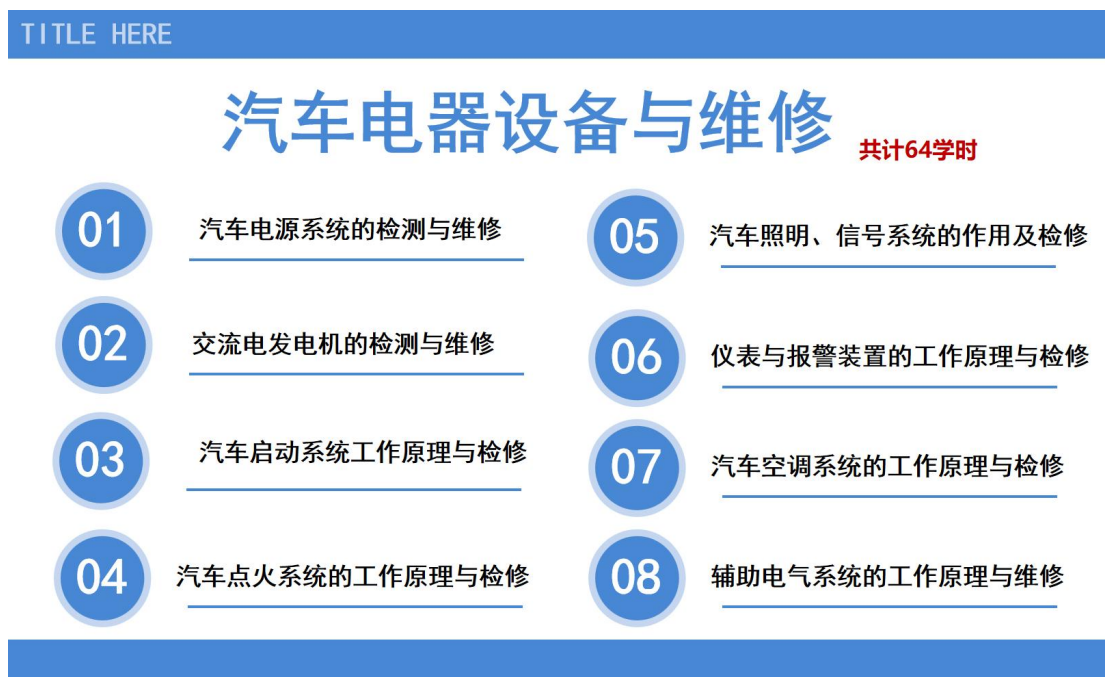 TITLE HERE
汽车电器设备与维修
共计64学时
01
汽车电源系统的检测与维修
02
交流电发电机的检测与维修
03
汽车启动系统工作原理与检修
04
汽车点火系统的工作原理与检修
05
汽车照明、信号系统的作用及检修
06
仪表与报警装置的工作原理与检修
07
汽车空调系统的工作原理与检修
08
辅助电气系统的工作原理与维修